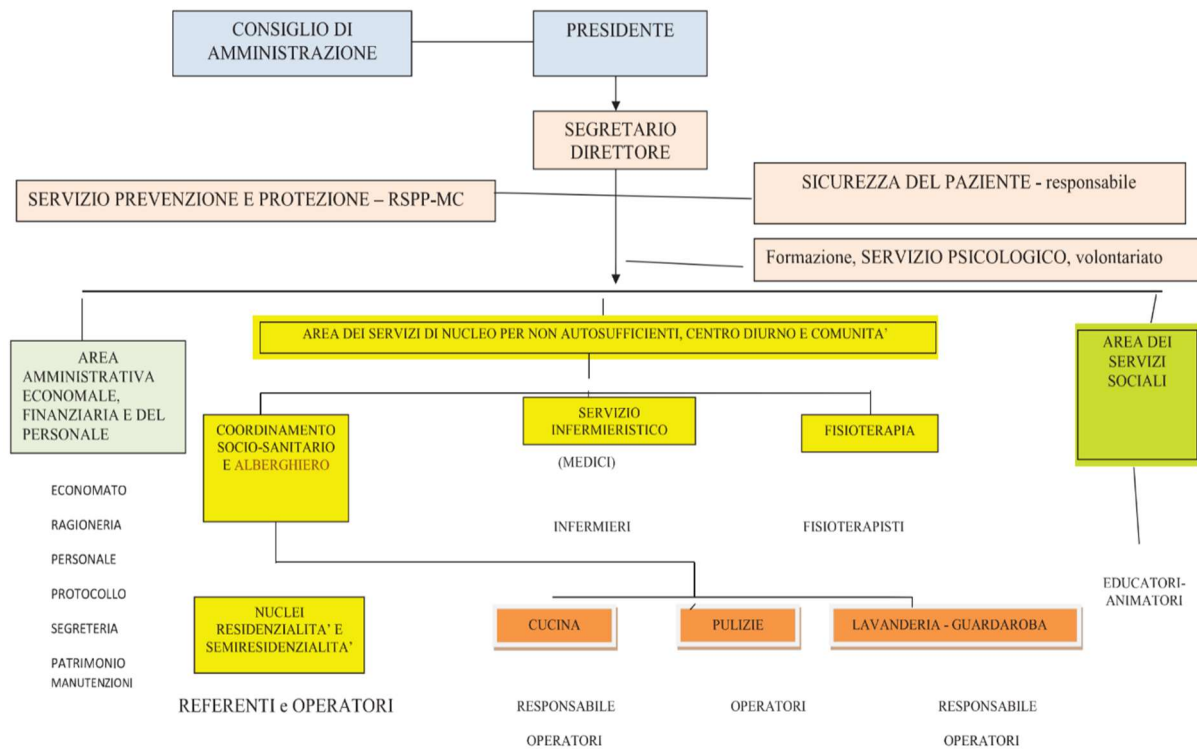 CONSIGLIO DI
AMMINISTRAZIONE
PRESIDENTE
SEGRETARIO
DIRETTORE
SERVIZIO PREVENZIONE E PROTEZIONE – RSPP-MC
SICUREZZA DEL PAZIENTE - responsabile
Formazione, SERVIZIO PSICOLOGICO, volontariato
AREA
AMMINISTRATIVA
ECONOMALE,
FINANZIARIA E DEL
PERSONALE
AREA DEI SERVIZI DI NUCLEO PER NON AUTOSUFFICIENTI, CENTRO DIURNO E COMUNITA’
AREA DEI
SERVIZI
SOCIALI
COORDINAMENTO
SOCIO-SANITARIO
E ALBERGHIERO
SERVIZIO
INFERMIERISTICO
FISIOTERAPIA
(MEDICI)
ECONOMATO
RAGIONERIA
PERSONALE
PROTOCOLLO
SEGRETERIA
PATRIMONIO
MANUTENZIONI
INFERMIERI
FISIOTERAPISTI
EDUCATORI-
ANIMATORI
NUCLEI
RESIDENZIALITA’ E
SEMIRESIDENZIALITA’
CUCINA
PULIZIE
LAVANDERIA - GUARDAROBA
REFERENTI e OPERATORI
RESPONSABILE
OPERATORI
OPERATORI
RESPONSABILE
OPERATORI